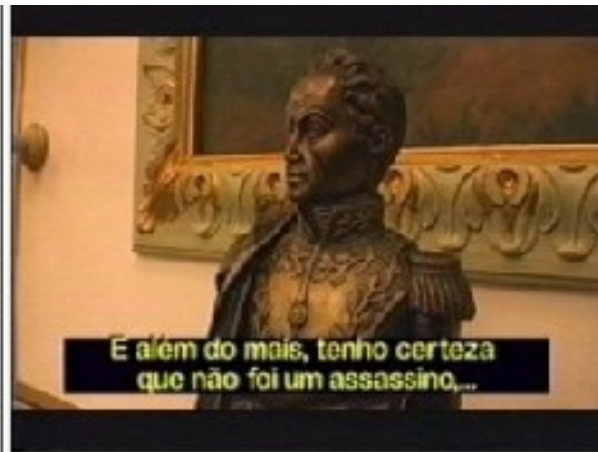 E além do mais, tenho certeza
que não foi um assassino,...